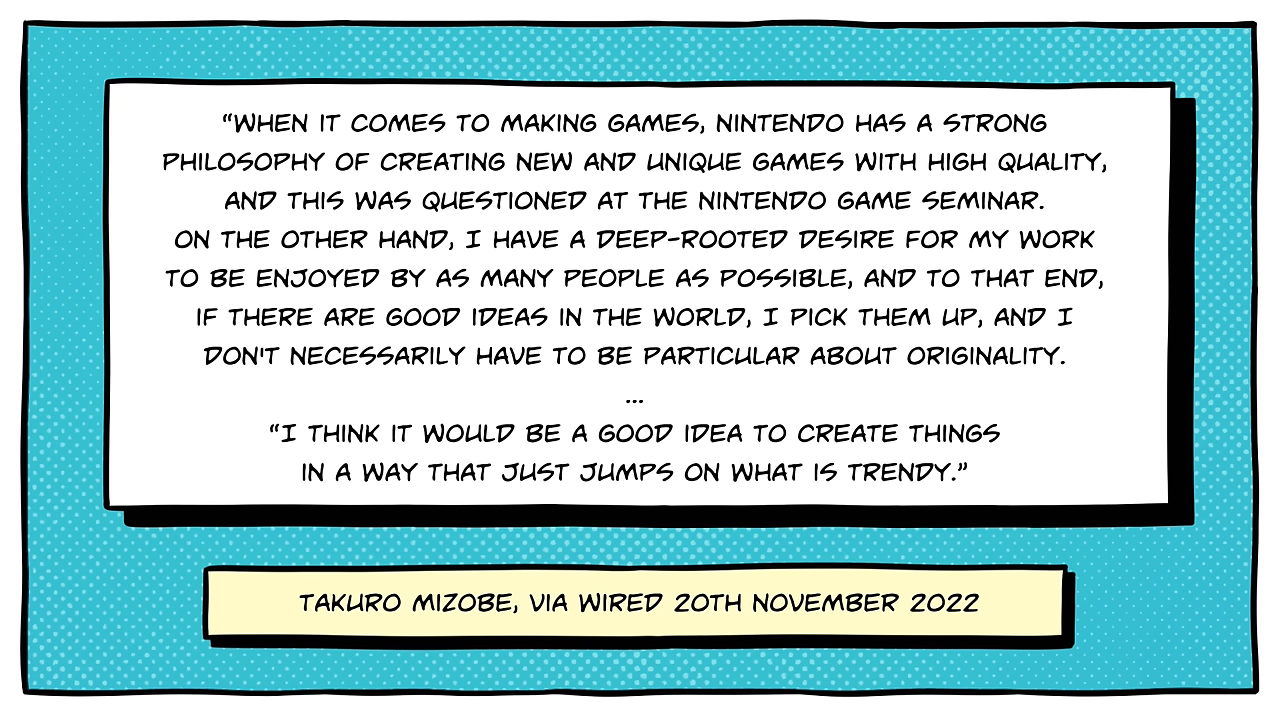 “WHEN IT COMES TO MAKING GAMES, NINTENDO HAS A STRONG
PHILOSOPHY OF CREATING NEW AND UNIQUE GAMES WITH HIGH QUALITY,
AND THIS WAS QUESTIONED AT THE NINTENDO GAME SEMINAR.
ON THE OTHER HAND, I HAVE A DEEP-ROOTED DESIRE FOR MY WORK
TO BE ENJOYED BY AS MANY PEOPLE AS POSSIBLE, AND TO THAT END,
IF THERE ARE GOOD IDEAS IN THE WORLD, I PICK THEM UP, AND I
DON'T NECESSARILY HAVE TO BE PARTICULAR ABOUT ORIGINALITY.
...
“I THINK IT WOULD BE A GOOD IDEA TO CREATE THINGS
IN A WAY THAT JUST JUMPS ON WHAT IS TRENDY.”
TAKURO MIZOBE, VIA WIRED 20TH NOVEMBER 2022